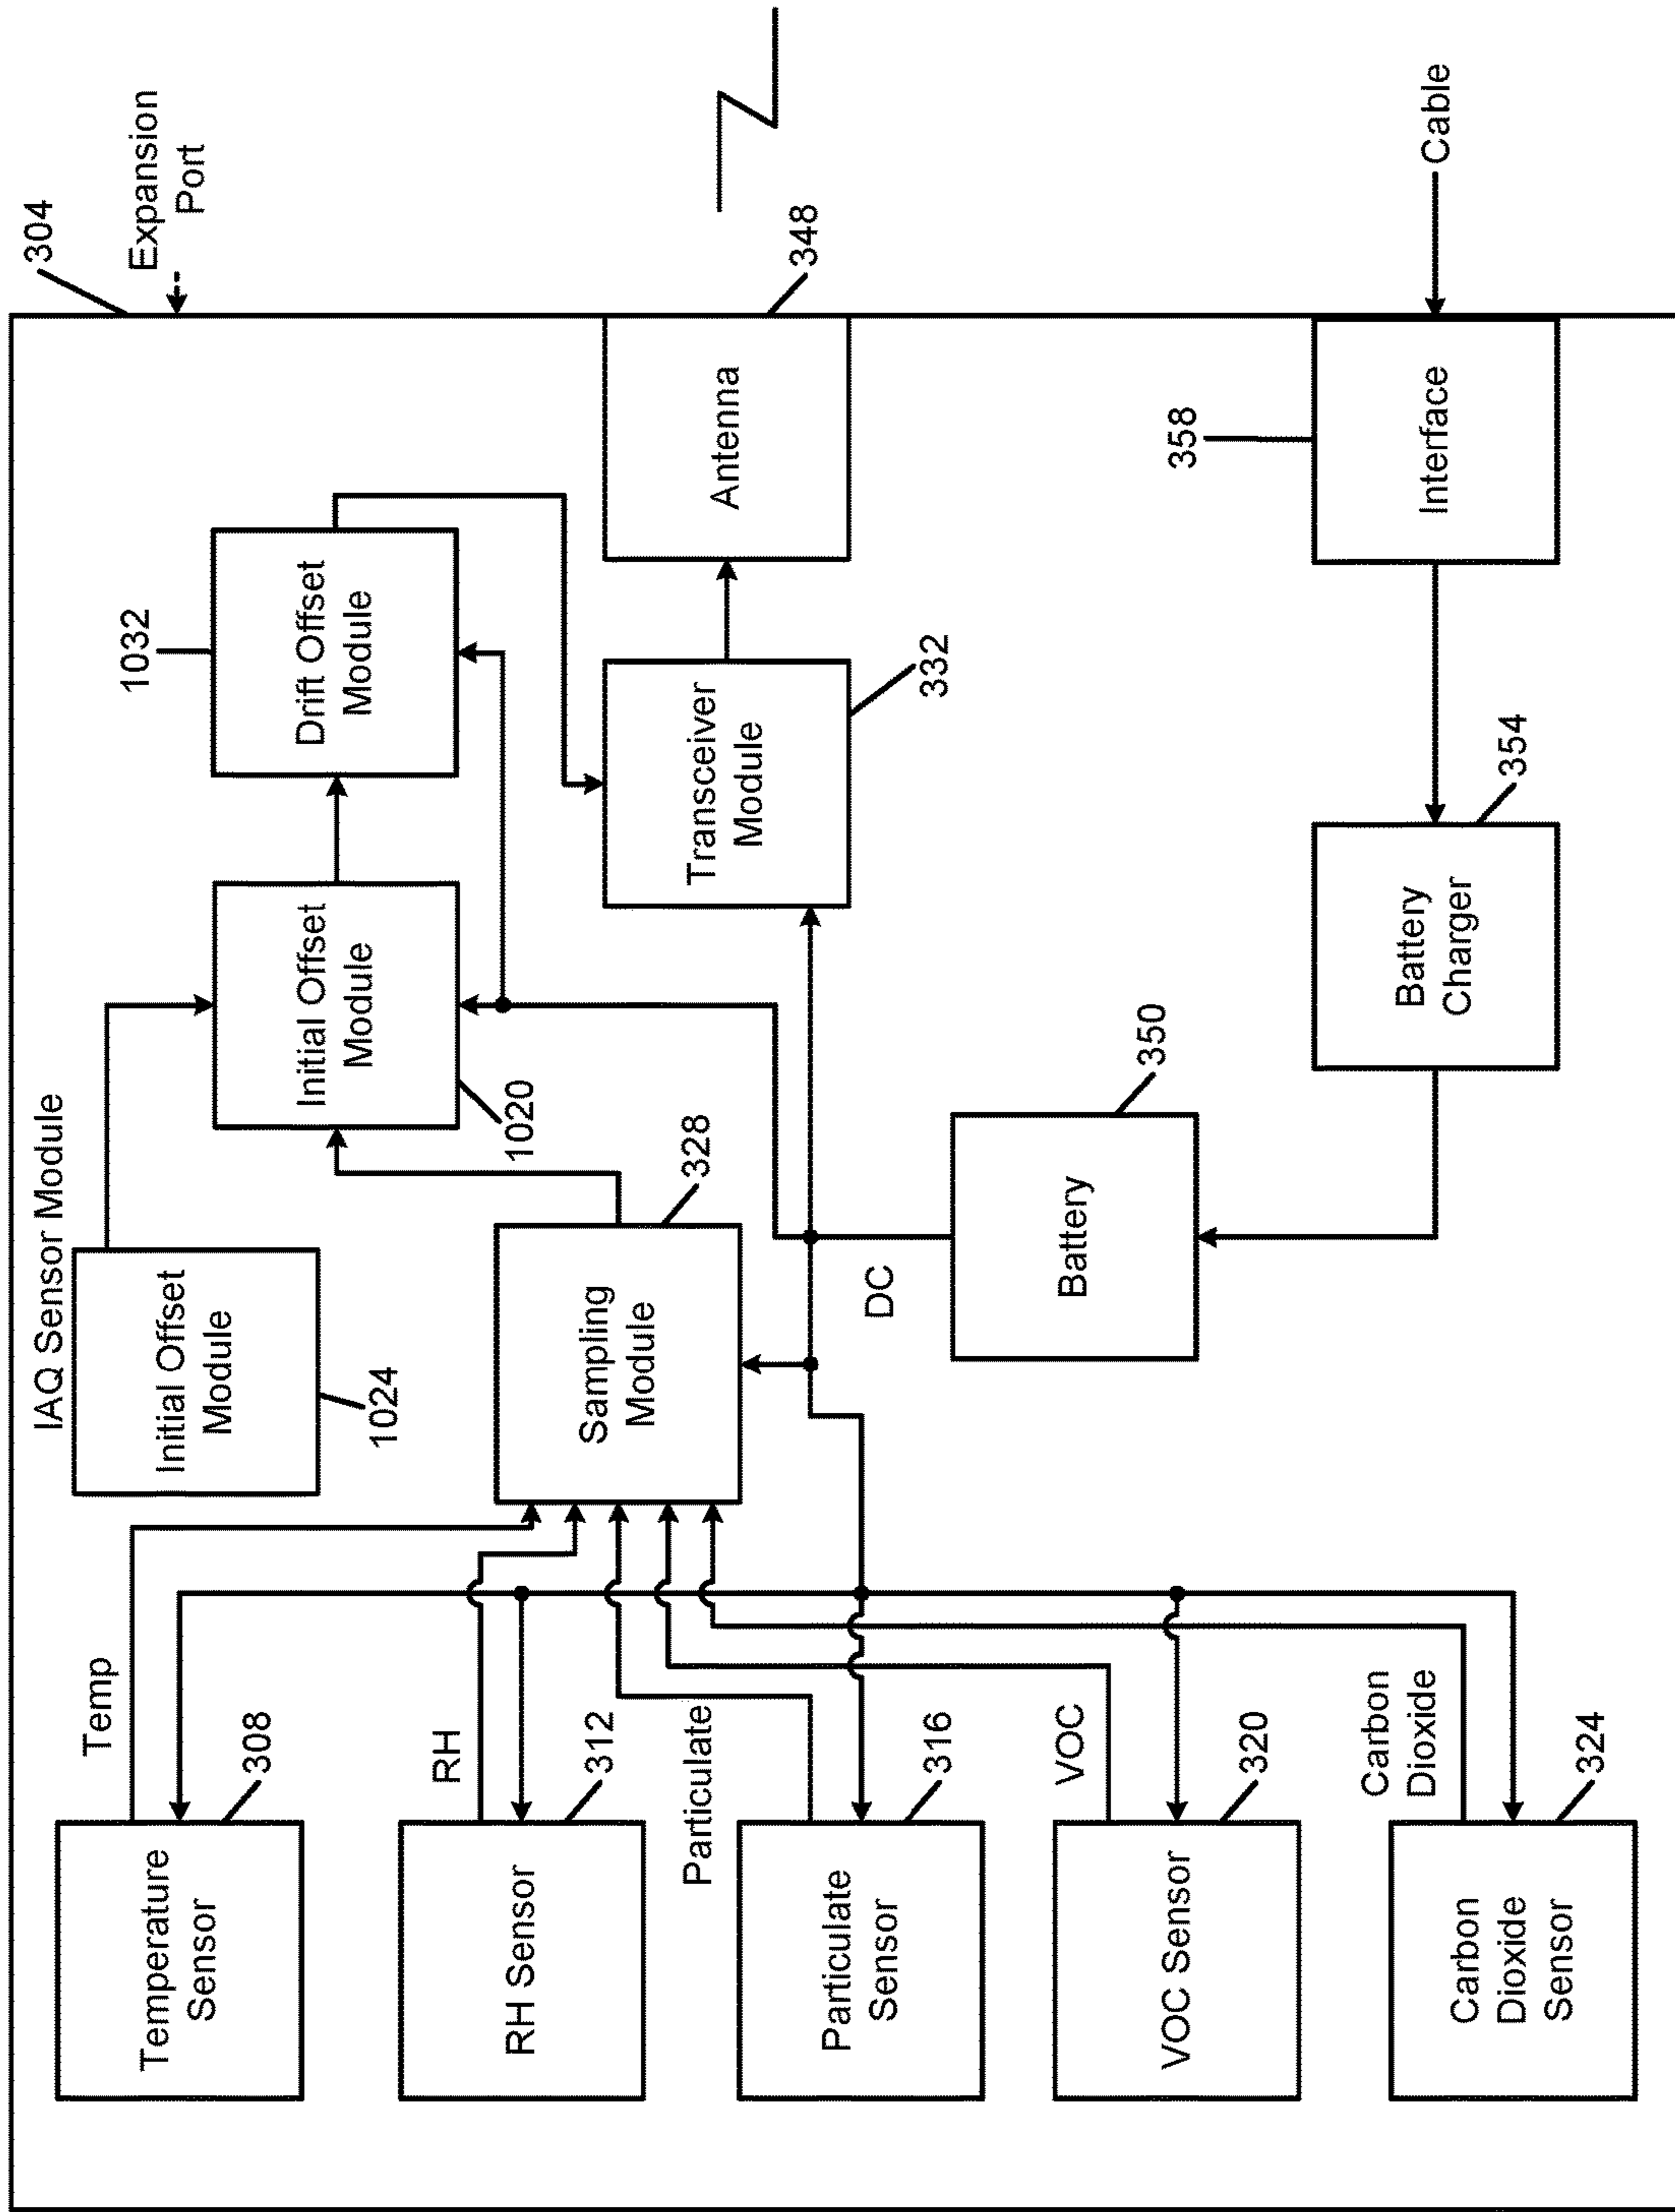 304
Expansion
Port
IAQ Sensor Module
Temperature
Sensor
308
Temp
Initial Offset
Module
1024
Initial Offset
Module
1020
Drift Offset
Module
1032
RH Sensor
312
RH
Sampling
Module
328
Transceiver
Module
332
Antenna
348
Particulate
Sensor
316
Particulate
DC
Battery
350
VOC Sensor
320
VOC
Carbon
Dioxide
Sensor
324
Carbon
Dioxide
Battery
Charger
354
Interface
358
Cable